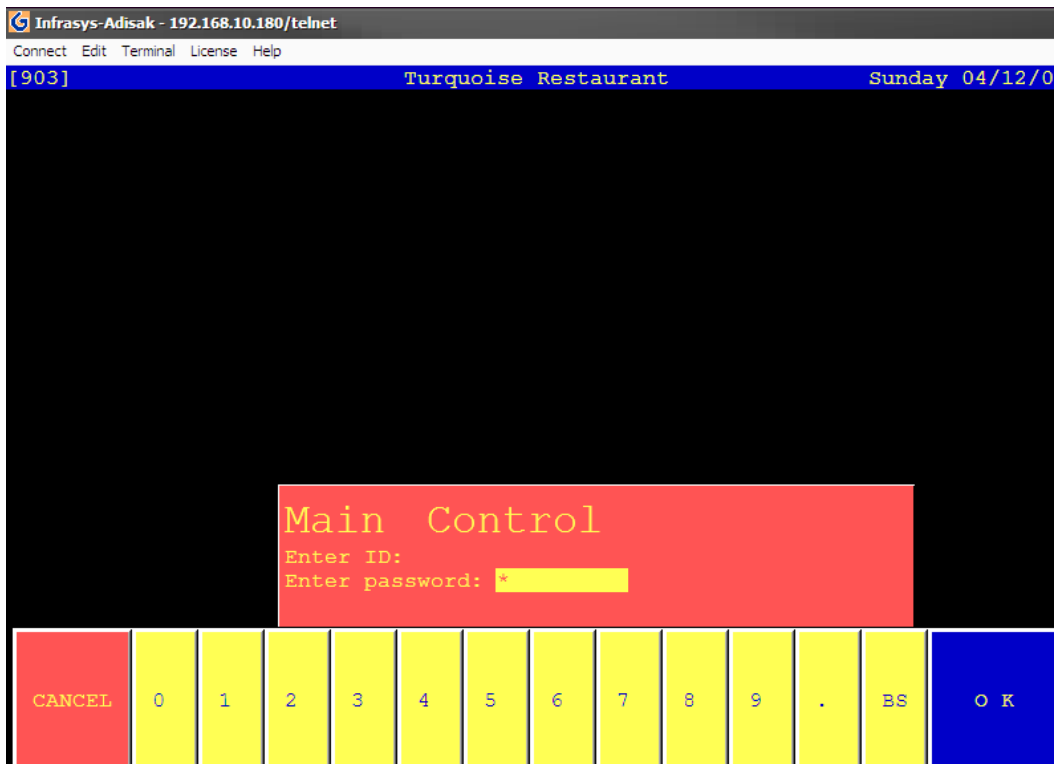 Infrasys-Adisak - 192.168.10.180/telnet
Connect Edit Terminal License Help
[903] Turquoise Restaurant Sunday 04/12/0
Main Control
Enter ID:
Enter password: *
CANCEL 0 1 2 3 4 5 6 7 8 9 . BS O K